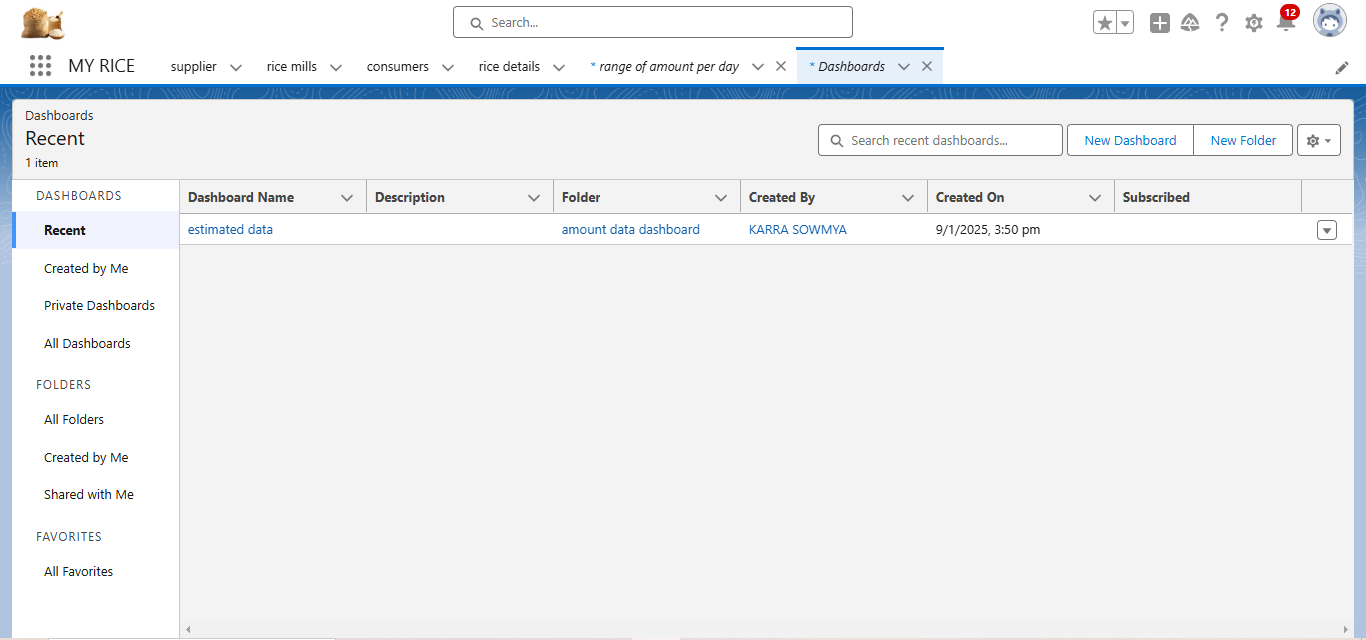 Search...
12
MY RICE
supplier
rice mills
consumers
rice details
* range of amount per day
* Dashboards
Dashboards
Recent
1 item
Search recent dashboards...
New Dashboard
New Folder
DASHBOARDS
Recent
Created by Me
Private Dashboards
All Dashboards
FOLDERS
All Folders
Created by Me
Shared with Me
FAVORITES
All Favorites
Dashboard Name
Description
Folder
Created By
Created On
Subscribed
estimated data
amount data dashboard
KARRA SOWMYA
9/1/2025, 3:50 pm